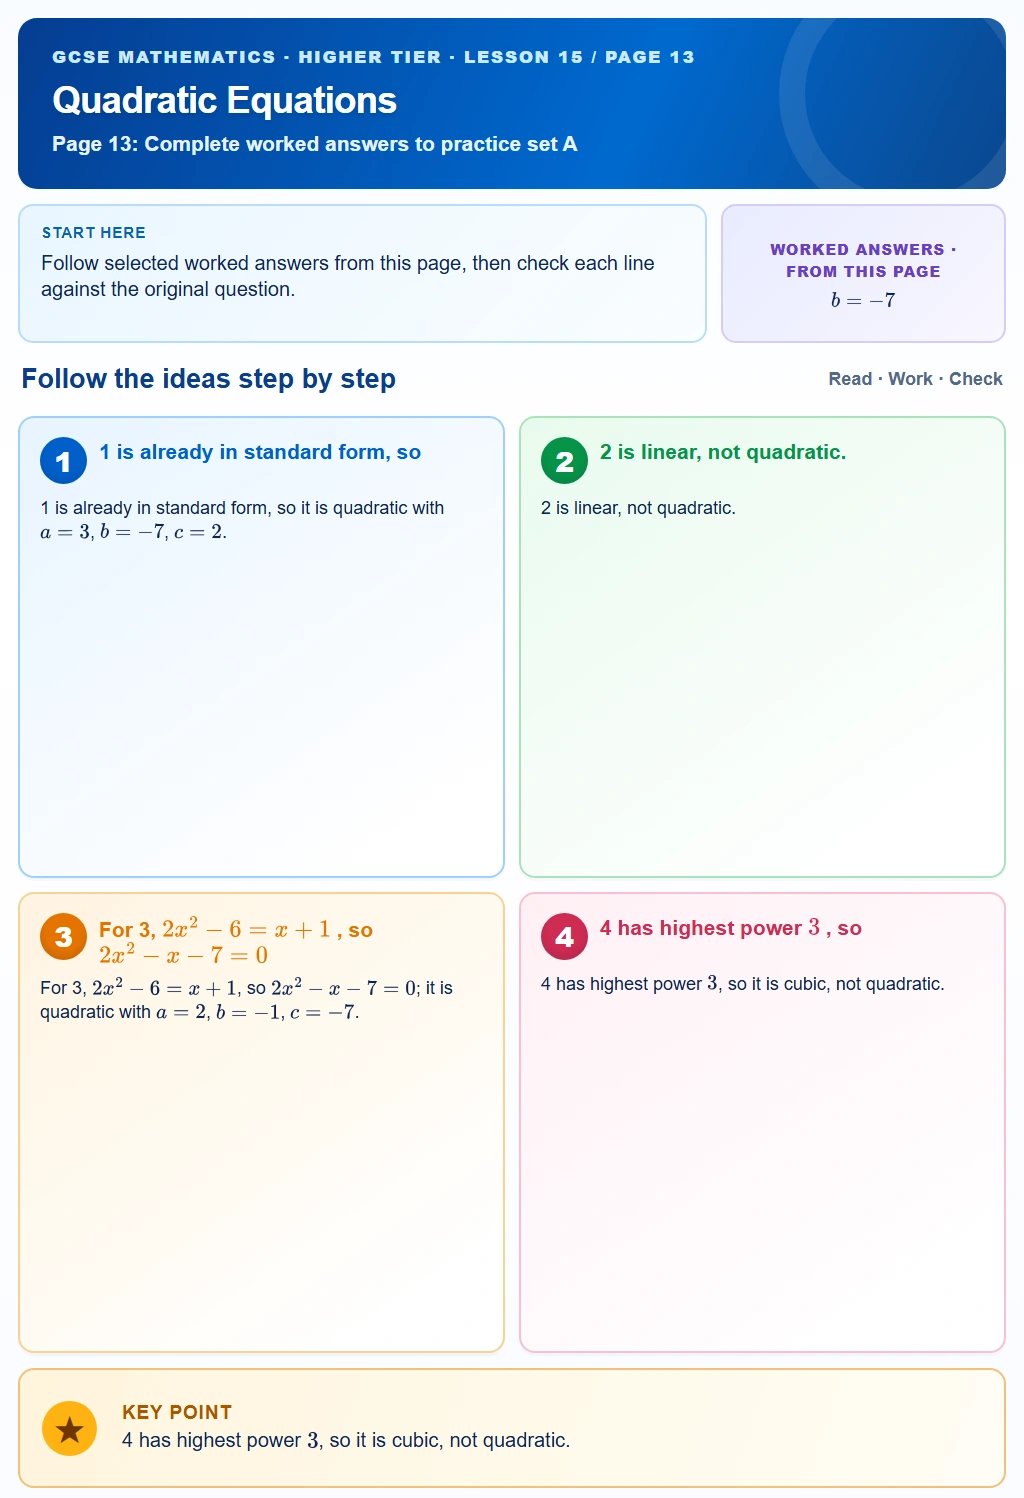 GCSE MATHEMATICS · HIGHER TIER · LESSON 15 / PAGE 13
Quadratic Equations
Page 13: Complete worked answers to practice set A
START HERE
Follow selected worked answers from this page, then check each line
against the original question.
WORKED ANSWERS ·
FROM THIS PAGE
b = −7
Follow the ideas step by step
Read · Work · Check
1
1 is already in standard form, so
1 is already in standard form, so it is quadratic with
a = 3, b = −7, c = 2.
2
2 is linear, not quadratic.
2 is linear, not quadratic.
3
For 3, 2x² − 6 = x + 1 , so
2x² − x − 7 = 0
For 3, 2x² − 6 = x + 1, so 2x² − x − 7 = 0; it is
quadratic with a = 2, b = −1, c = −7.
4
4 has highest power 3 , so
4 has highest power 3, so it is cubic, not quadratic.
KEY POINT
4 has highest power 3, so it is cubic, not quadratic.